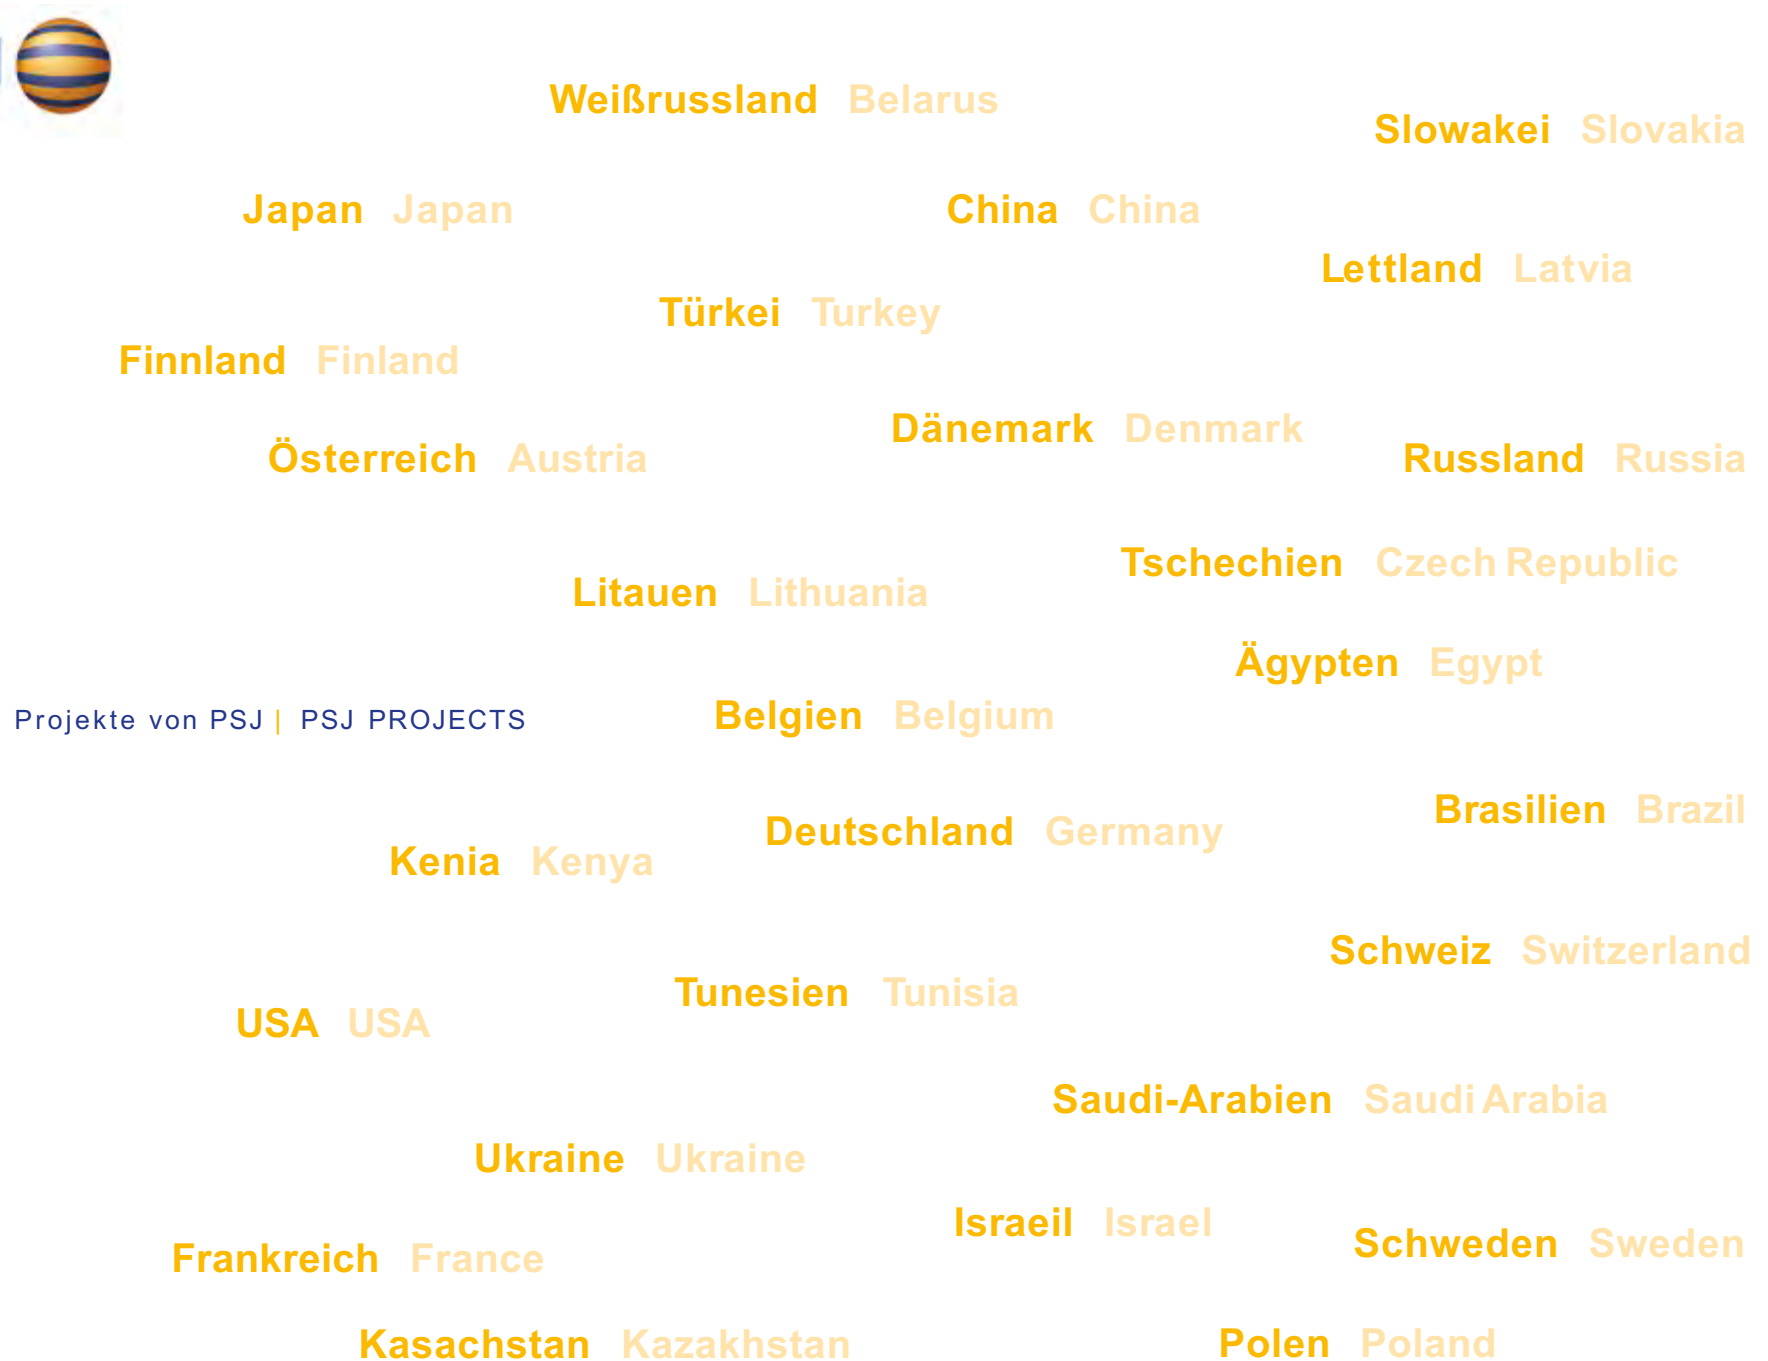 Weißrussland Belarus
Slowakei Slovakia
Japan Japan
China China
Lettland Latvia
Türkei Turkey
Finnland Finland
Dänemark Denmark
Österreich Austria
Russland Russia
Tschechien Czech Republic
Litauen Lithuania
Ägypten Egypt
Projekte von PSJ | PSJ PROJECTS
Belgien Belgium
Brasilien Brazil
Deutschland Germany
Kenia Kenya
Schweiz Switzerland
Tunesien Tunisia
USA USA
Saudi-Arabien Saudi Arabia
Ukraine Ukraine
Israeil Israel
Schweden Sweden
Frankreich France
Kasachstan Kazakhstan
Polen Poland